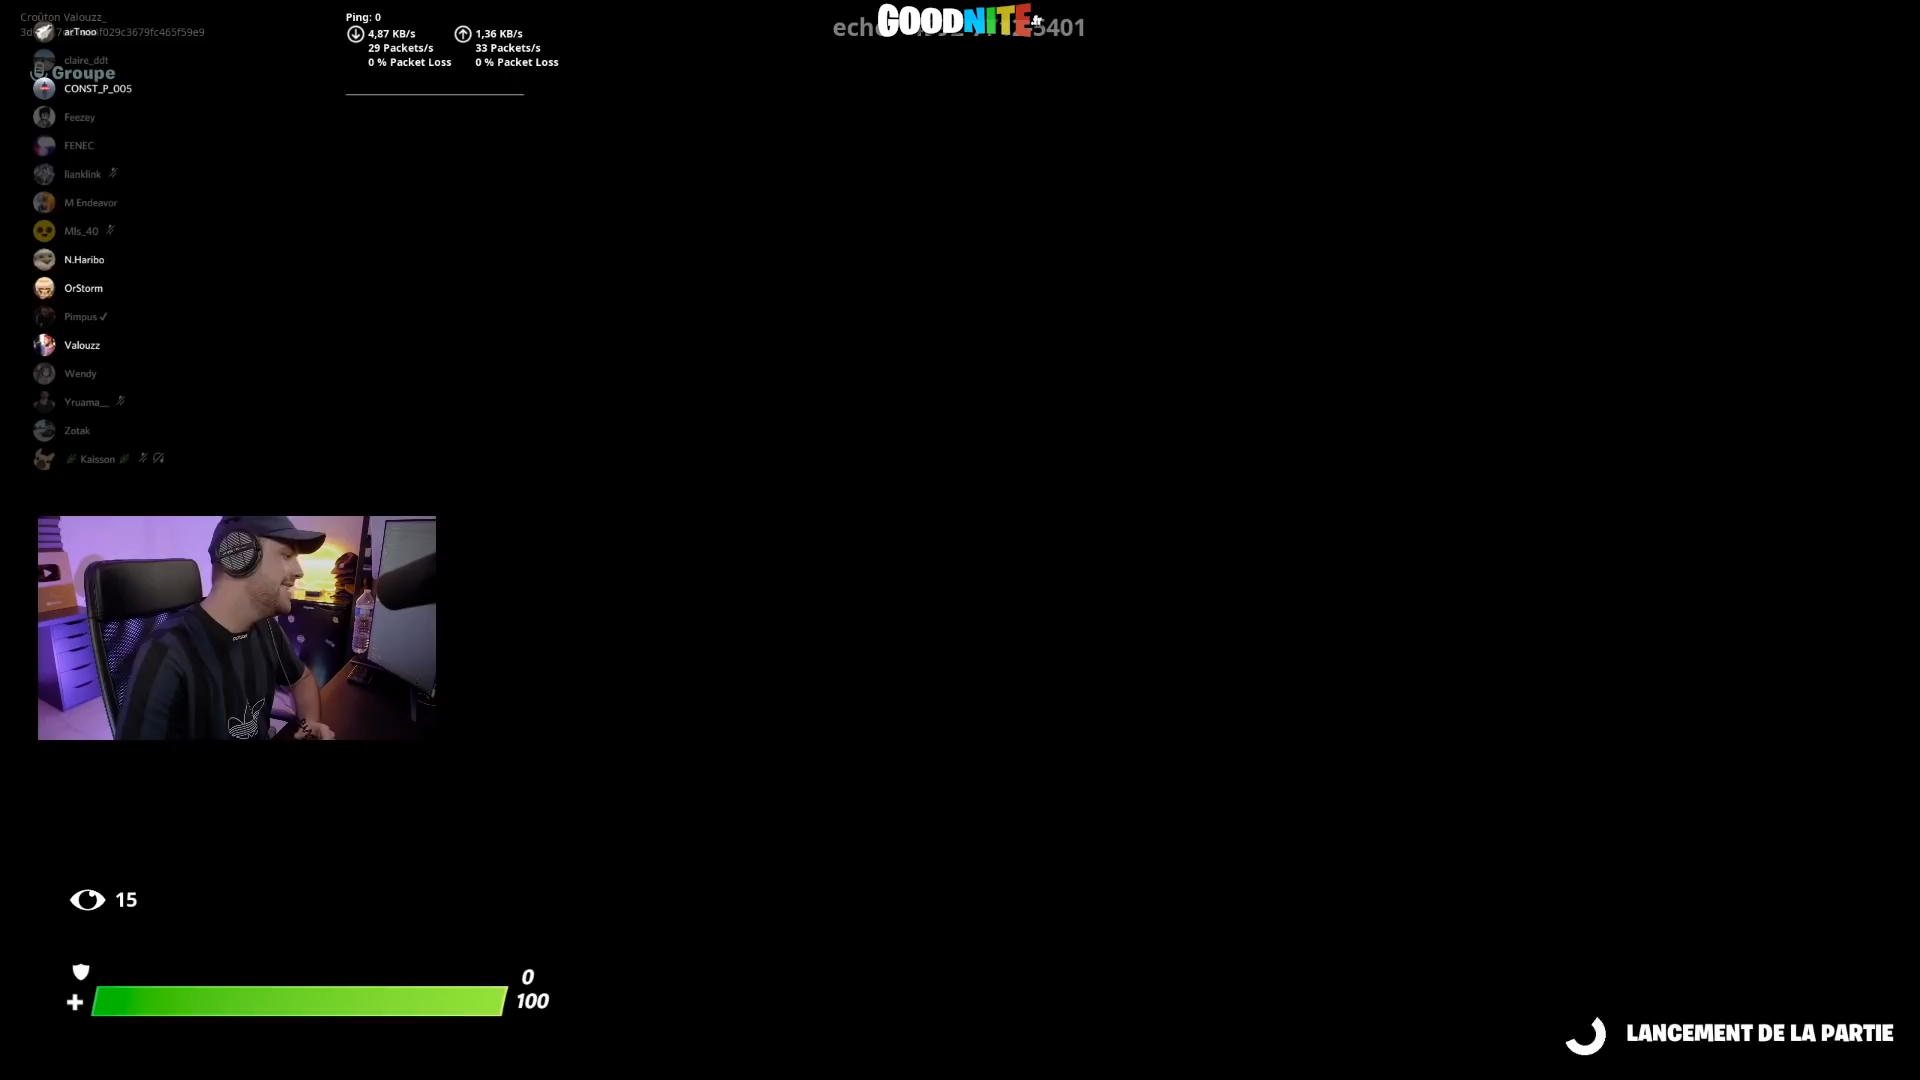 Croûton Valouzz_
arTnoo
claire_ddt
Groupe
CONST_P_005
Feezey
FENEC
lianklink
M Endeavor
Mls_40
N.Haribo
OrStorm
Pimpus ✓
Valouzz
Wendy
Yruama__
Zotak
Kaisson
Ping: 0
4,87 KB/s
1,36 KB/s
29 Packets/s
33 Packets/s
0 % Packet Loss
0 % Packet Loss
GOODNITE.fr
15
0
100
LANCEMENT DE LA PARTIE